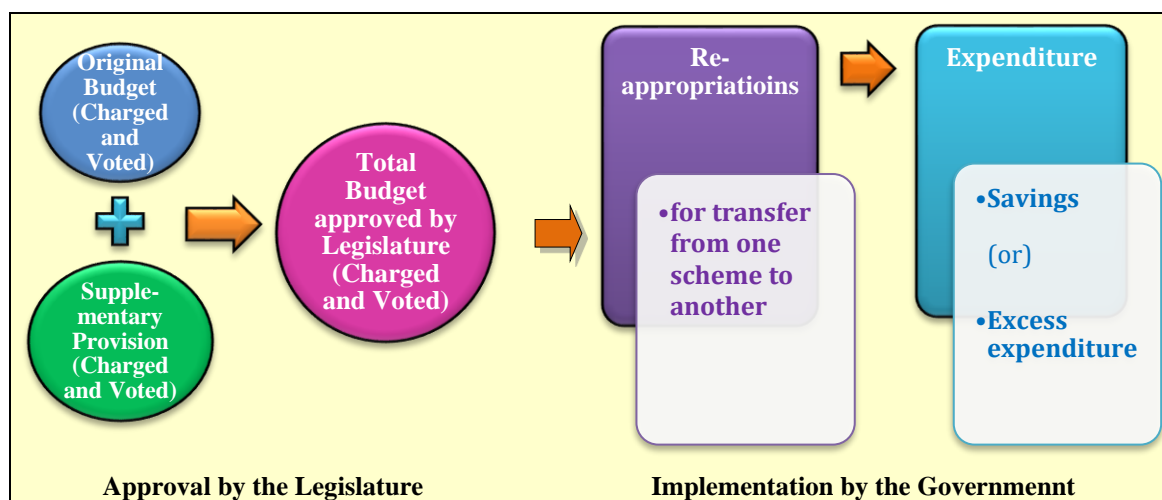 Original
Budget
(Charged
and
Voted)
Supple-
mentary
Provision
(Charged
and Voted)
Total
Budget
approved by
Legislature
(Charged
and Voted)
Re-
appropriatioins
•for transfer
from one
scheme to
another
Expenditure
•Savings
(or)
•Excess
expenditure
Approval by the Legislature
Implementation by the Governmennt